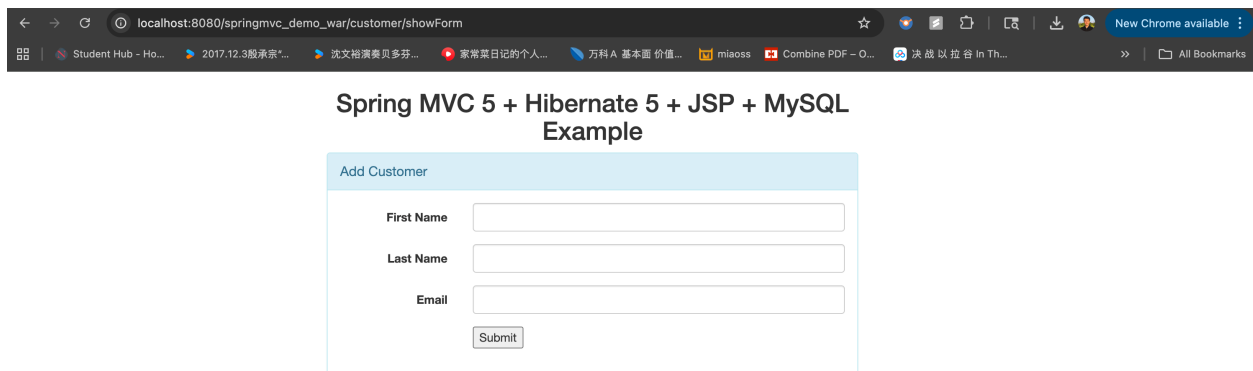 localhost:8080/springmvc_demo_war/customer/showForm
New Chrome available
Student Hub - Ho...
2017.12.3殷承宗“...
沈文裕演奏贝多芬...
家常菜日记的个人...
万科A 基本面 价值...
miaoss
Combine PDF – O...
决 战 以 拉 谷 In Th...
All Bookmarks
Spring MVC 5 + Hibernate 5 + JSP + MySQL
Example
Add Customer
First Name
Last Name
Email
Submit